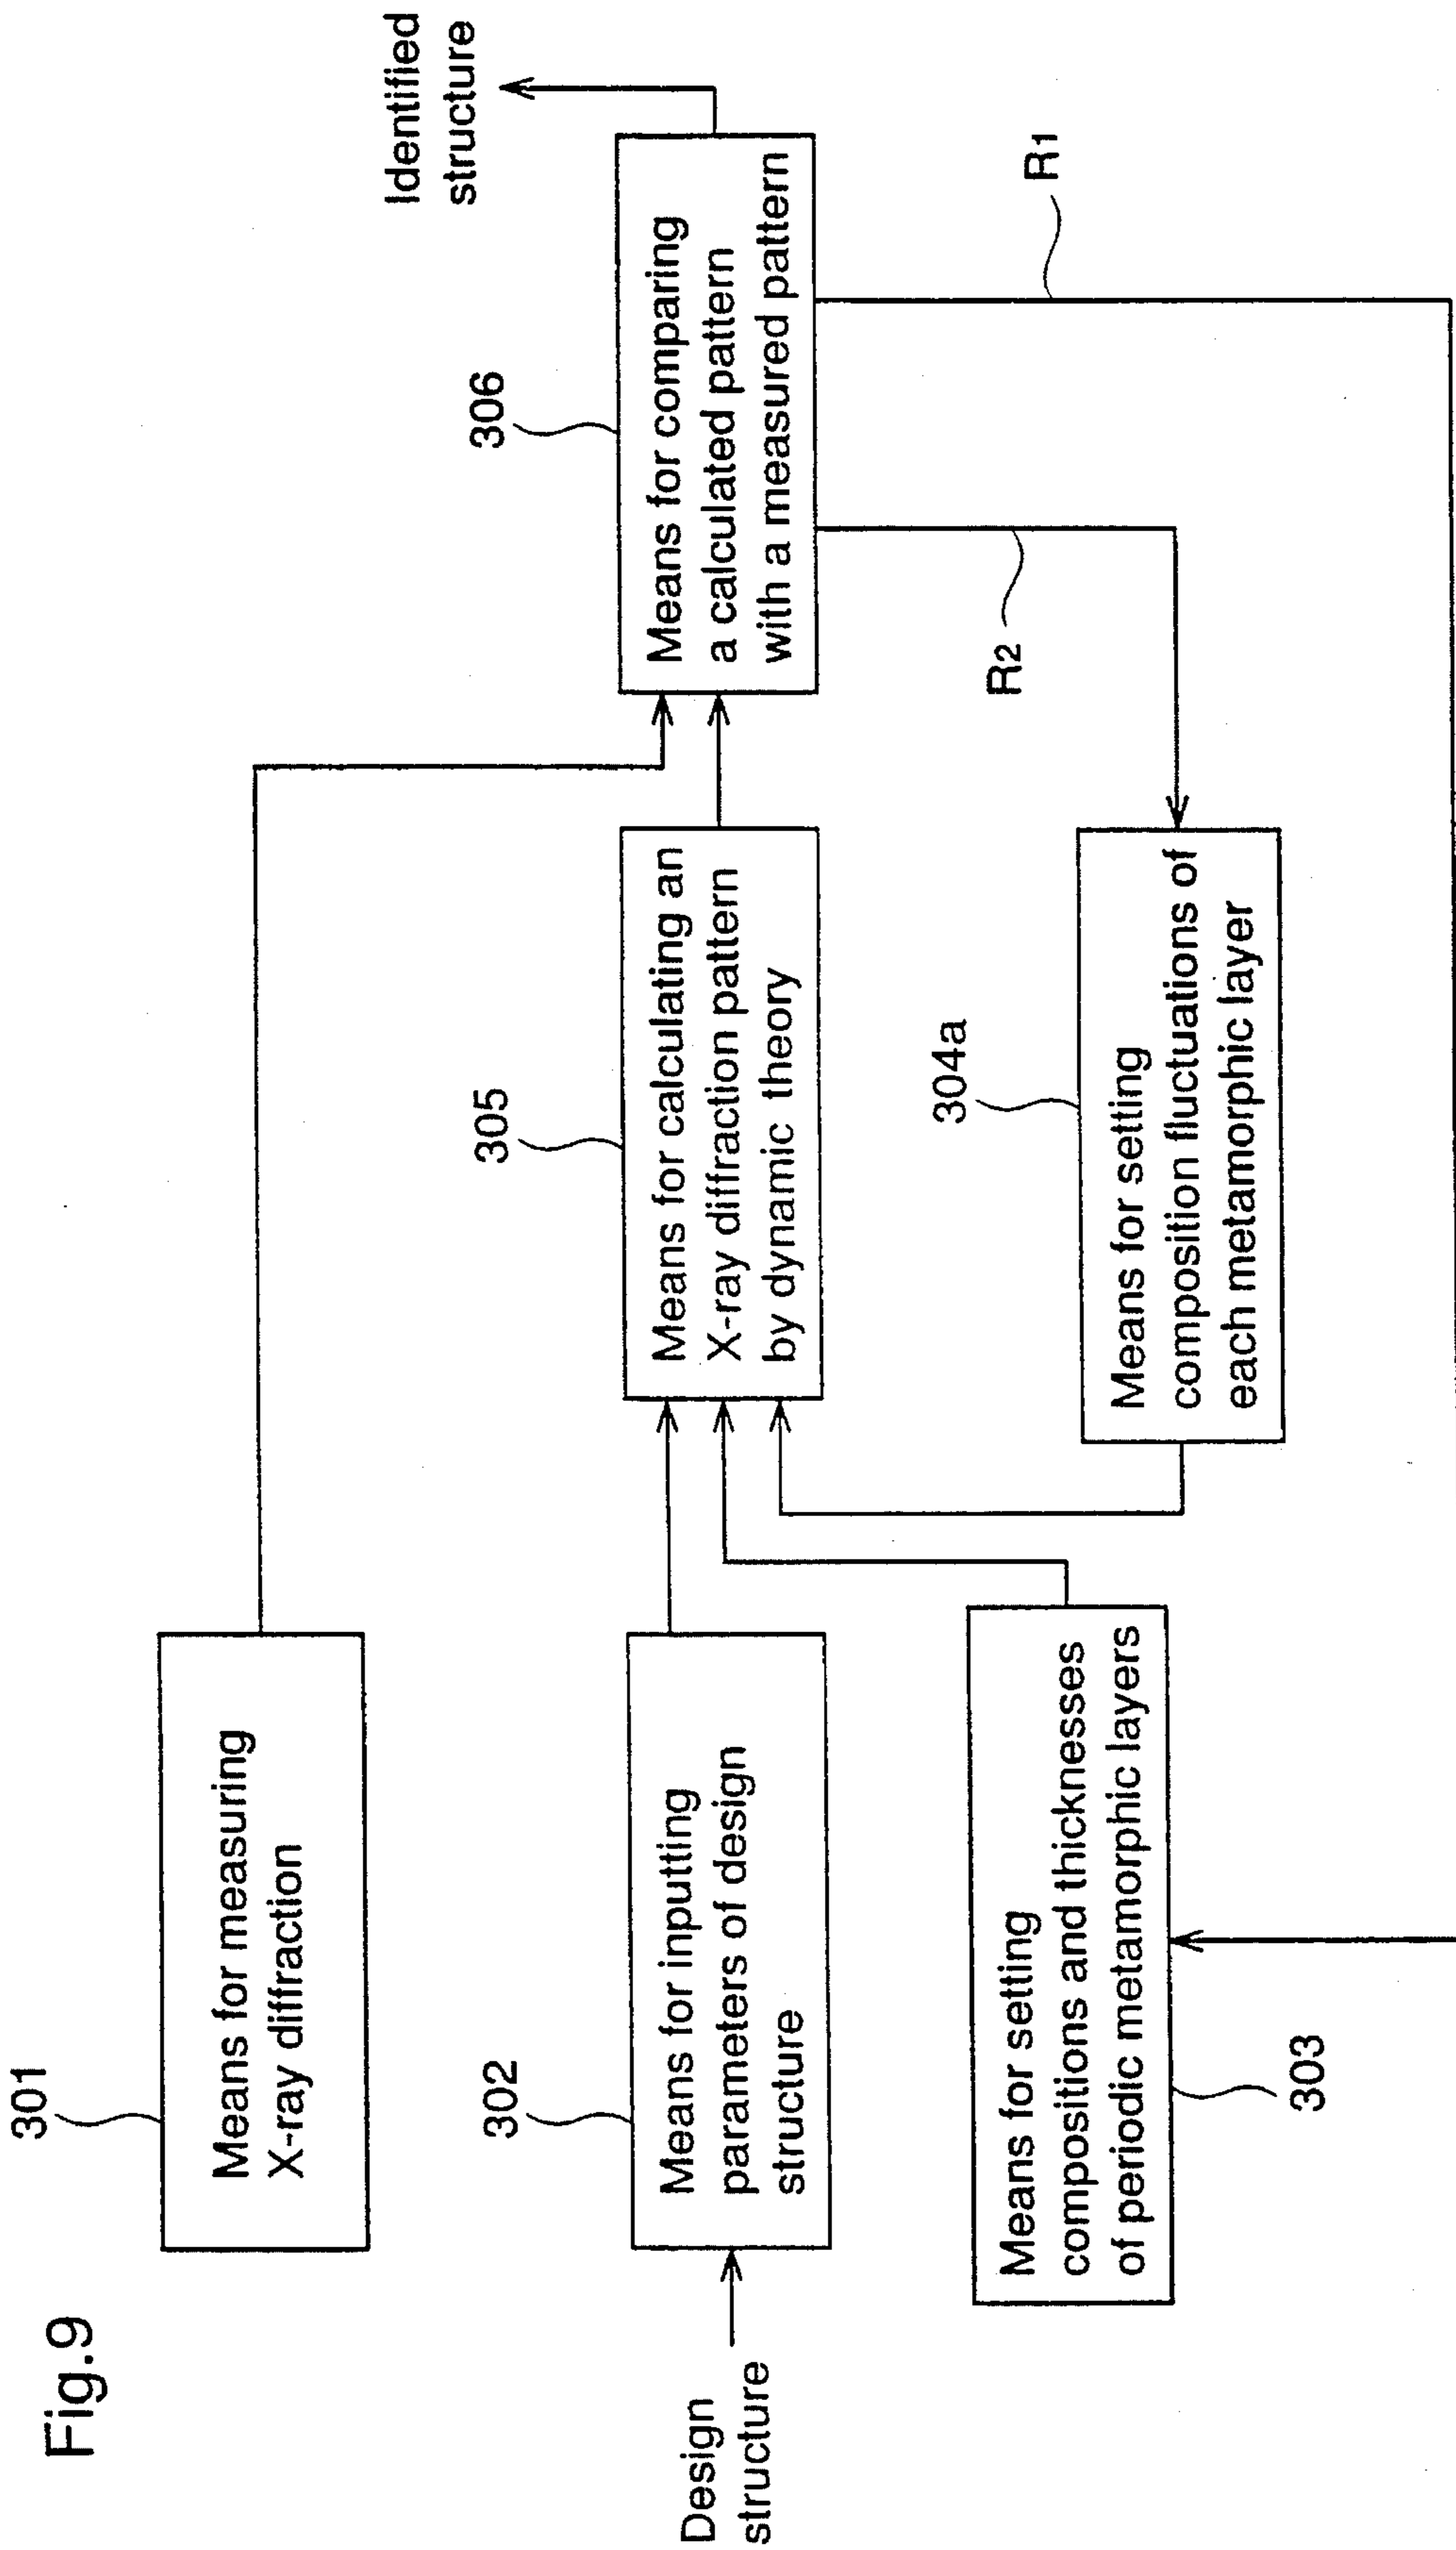 Fig.9
301
Means for measuring
X-ray diffraction
Design
structure
302
Means for inputting
parameters of design
structure
Means for setting
compositions and thicknesses
of periodic metamorphic layers
303
305
Means for calculating an
X-ray diffraction pattern
by dynamic theory
304a
Means for setting
composition fluctuations of
each metamorphic layer
306
Means for comparing
a calculated pattern
with a measured pattern
R2
R1
Identified
structure